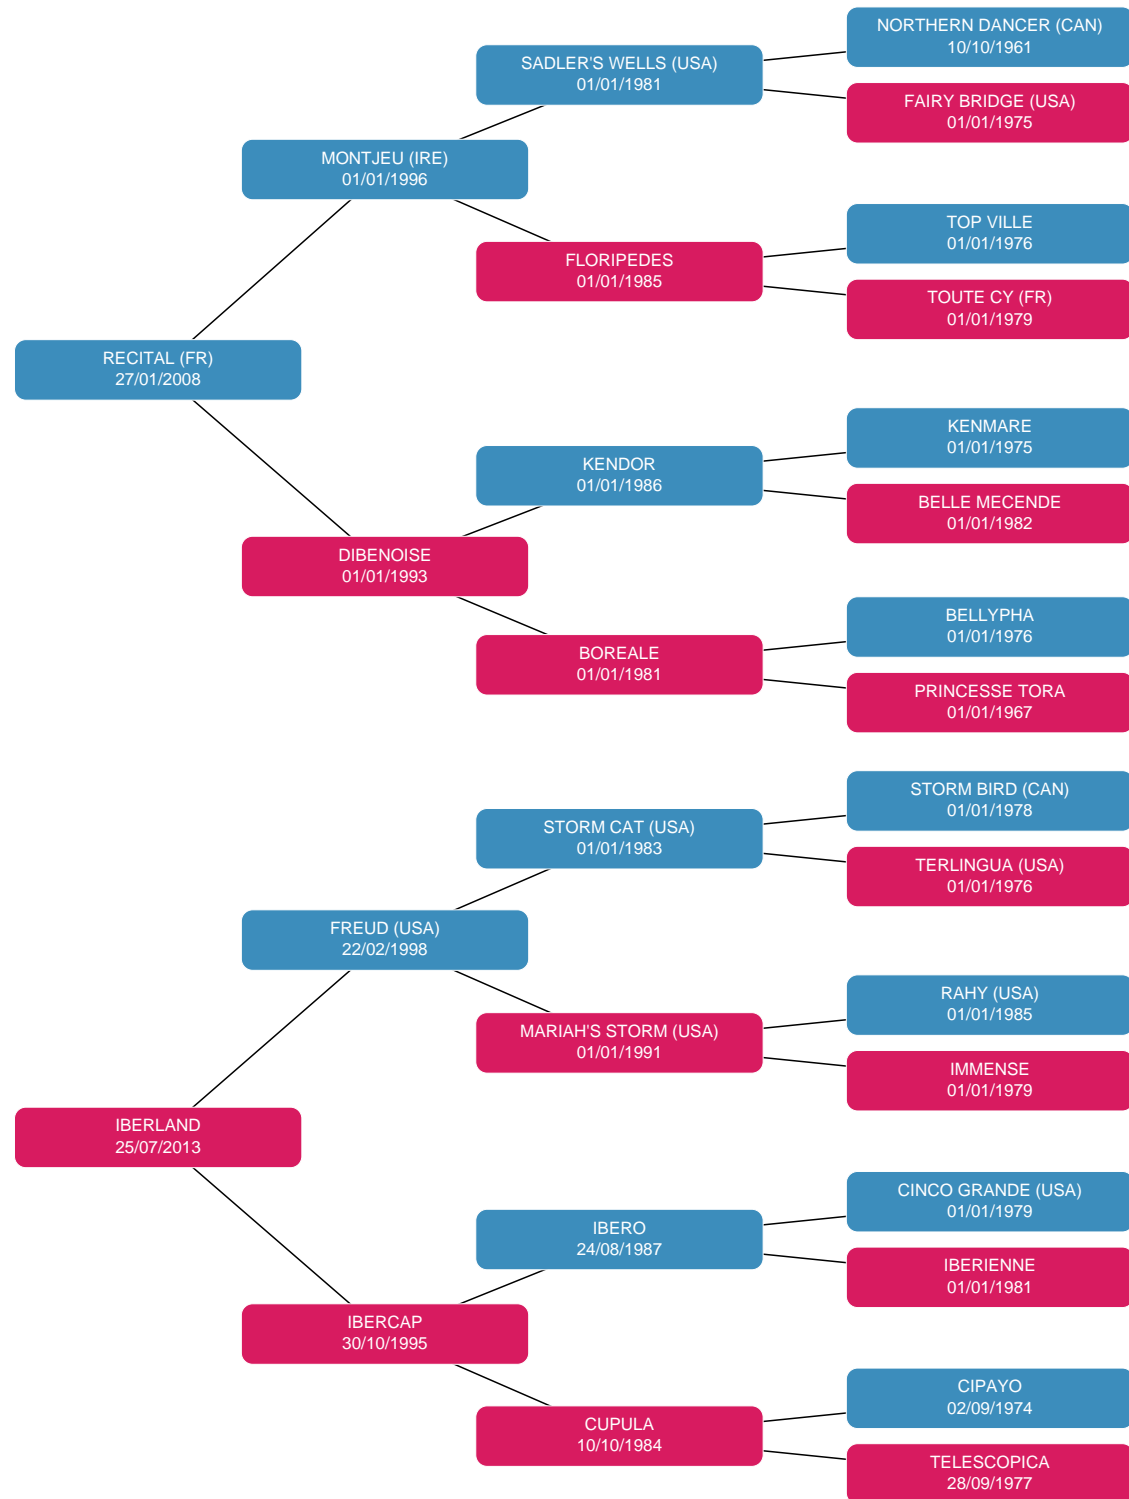 NORTHERN DANCER (CAN)
10/10/1961
SADLER'S WELLS (USA)
01/01/1981
FAIRY BRIDGE (USA)
01/01/1975
MONTJEU (IRE)
01/01/1996
TOP VILLE
01/01/1976
FLORIPEDES
01/01/1985
TOUTE CY (FR)
01/01/1979
RECITAL (FR)
27/01/2008
KENMARE
01/01/1975
KENDOR
01/01/1986
BELLE MECENDE
01/01/1982
DIBENOISE
01/01/1993
BELLYPHA
01/01/1976
BOREALE
01/01/1981
PRINCESSE TORA
01/01/1967
STORM BIRD (CAN)
01/01/1978
STORM CAT (USA)
01/01/1983
TERLINGUA (USA)
01/01/1976
FREUD (USA)
22/02/1998
RAHY (USA)
01/01/1985
MARIAH'S STORM (USA)
01/01/1991
IMMENSE
01/01/1979
IBERLAND
25/07/2013
CINCO GRANDE (USA)
01/01/1979
IBERO
24/08/1987
IBERIENNE
01/01/1981
IBERCAP
30/10/1995
CIPAYO
02/09/1974
CUPULA
10/10/1984
TELESCOPICA
28/09/1977